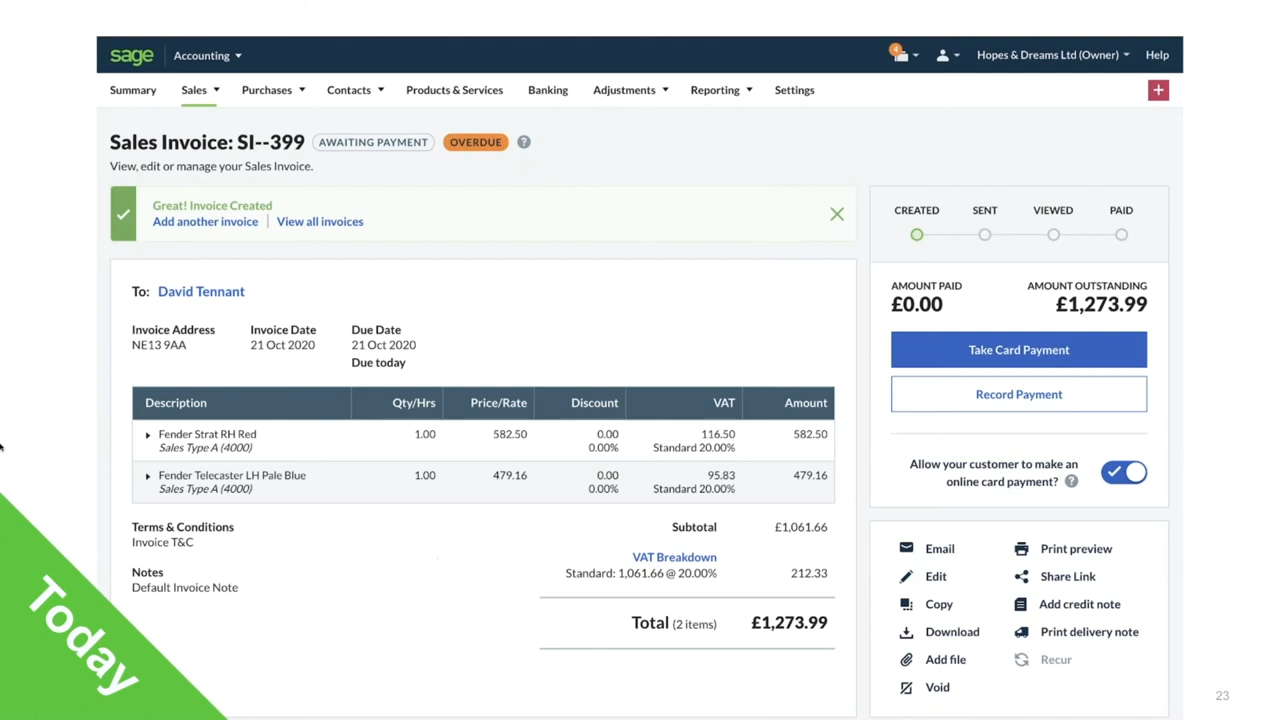 sage Accounting 4 Hopes & Dreams Ltd (Owner) Help
Summary Sales Purchases Contacts Products & Services Banking Adjustments Reporting Settings +
Sales Invoice: SI--399 AWAITING PAYMENT OVERDUE ?
View, edit or manage your Sales Invoice.
Great! Invoice Created
Add another invoice | View all invoices
CREATED SENT VIEWED PAID
To: David Tennant
Invoice Address Invoice Date Due Date
NE13 9AA 21 Oct 2020 21 Oct 2020
Due today
AMOUNT PAID AMOUNT OUTSTANDING
£0.00 £1,273.99
Take Card Payment
Record Payment
Allow your customer to make an
online card payment? ?
Description Qty/Hrs Price/Rate Discount VAT Amount
Fender Strat RH Red 1.00 582.50 0.00 116.50 582.50
Sales Type A (4000) 0.00% Standard 20.00%
Fender Telecaster LH Pale Blue 1.00 479.16 0.00 95.83 479.16
Sales Type A (4000) 0.00% Standard 20.00%
Terms & Conditions Subtotal £1,061.66
Invoice T&C
VAT Breakdown
Notes Standard: 1,061.66 @ 20.00% 212.33
Default Invoice Note
Total (2 items) £1,273.99
Email Print preview
Edit Share Link
Copy Add credit note
Download Print delivery note
Add file Recur
Void
Today
23